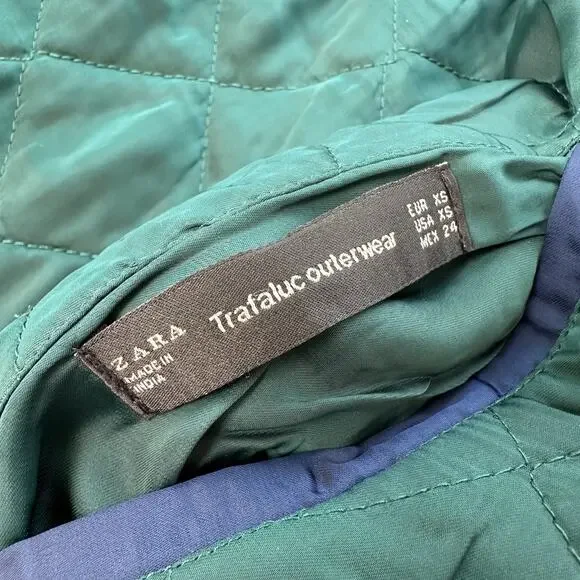 ZARA
MADE IN
INDIA
Trafaluc outerwear
EUR XS
USA XS
MEX 24